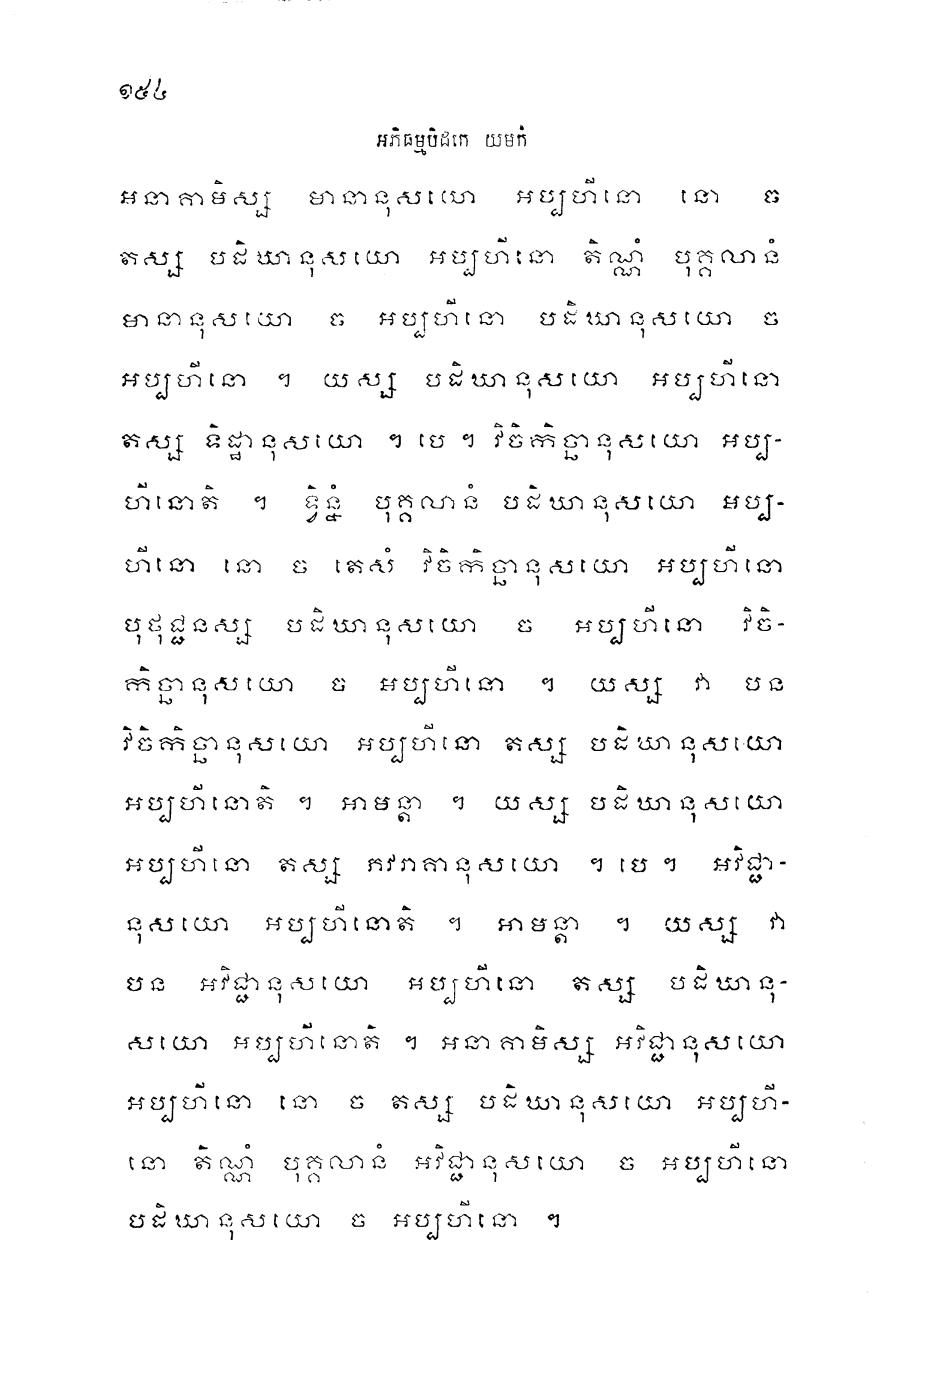 ១៥៤
អភិធម្មបិដកេ យមកំ
អនាគាមិស្ស មានានុសយោ អប្បហីនោ នោ ច
តស្ស បដិឃានុសយោ អប្បហីនោ តិណ្ណំ បុគ្គលានំ
មានានុសយោ ច អប្បហីនោ បដិឃានុសយោ ច
អប្បហីនោ ។ យស្ស បដិឃានុសយោ អប្បហីនោ
តស្ស ទិដ្ឋានុសយោ ។ បេ ។ វិចិកិច្ឆានុសយោ អប្ប-
ហីនោតិ ។ ទ្វិន្នំ បុគ្គលានំ បដិឃានុសយោ អប្ប-
ហីនោ នោ ច តេសំ វិចិកិច្ឆានុសយោ អប្បហីនោ
បុថុជ្ជនស្ស បដិឃានុសយោ ច អប្បហីនោ វិចិ-
កិច្ឆានុសយោ ច អប្បហីនោ ។ យស្ស វា បន
វិចិកិច្ឆានុសយោ អប្បហីនោ តស្ស បដិឃានុសយោ
អប្បហីនោតិ ។ អាមន្តា ។ យស្ស បដិឃានុសយោ
អប្បហីនោ តស្ស ភវរាគានុសយោ ។ បេ ។ អវិជ្ជា-
នុសយោ អប្បហីនោតិ ។ អាមន្តា ។ យស្ស វា
បន អវិជ្ជានុសយោ អប្បហីនោ តស្ស បដិឃានុ-
សយោ អប្បហីនោតិ ។ អនាគាមិស្ស អវិជ្ជានុសយោ
អប្បហីនោ នោ ច តស្ស បដិឃានុសយោ អប្បហី-
នោ តិណ្ណំ បុគ្គលានំ អវិជ្ជានុសយោ ច អប្បហីនោ
បដិឃានុសយោ ច អប្បហីនោ ។